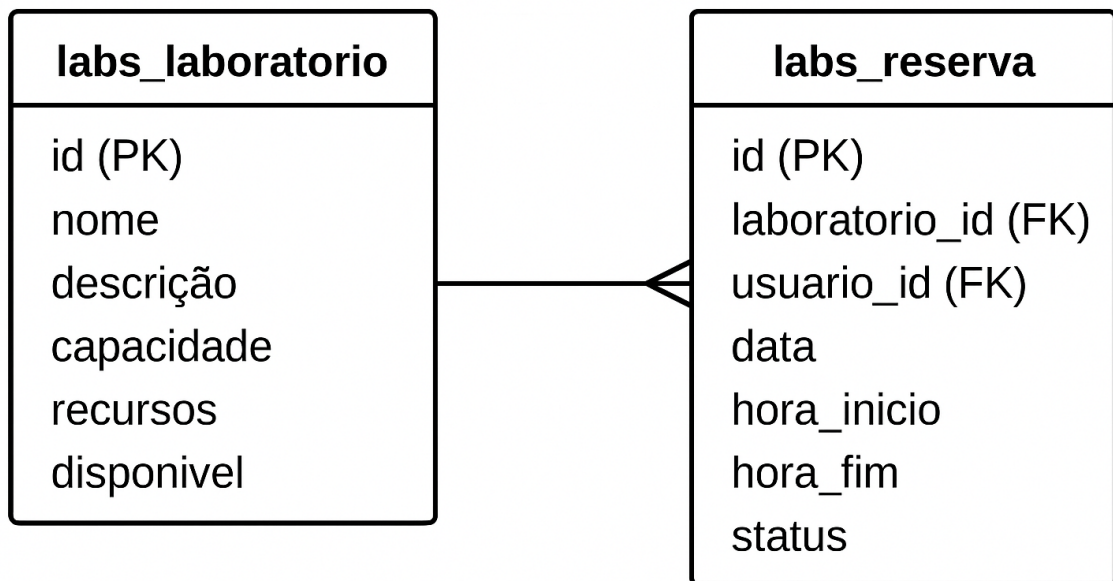 labs_laboratorio
id (PK)
nome
descrição
capacidade
recursos
disponivel
labs_reserva
id (PK)
laboratorio_id (FK)
usuario_id (FK)
data
hora_inicio
hora_fim
status